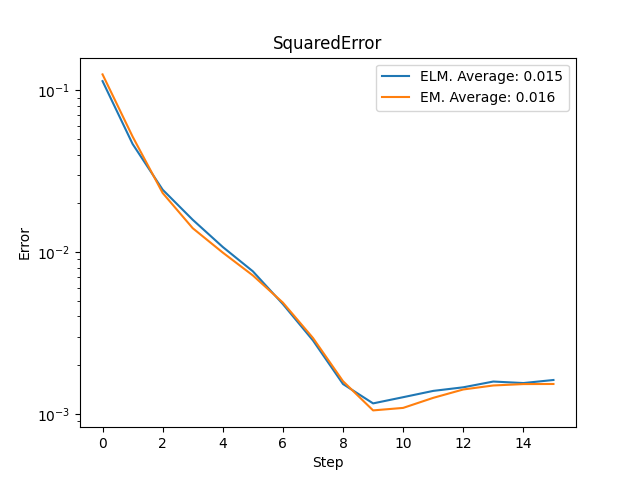 SquaredError
ELM. Average: 0.015
EM. Average: 0.016
Error
10⁻¹
10⁻²
10⁻³
0 2 4 6 8 10 12 14
Step